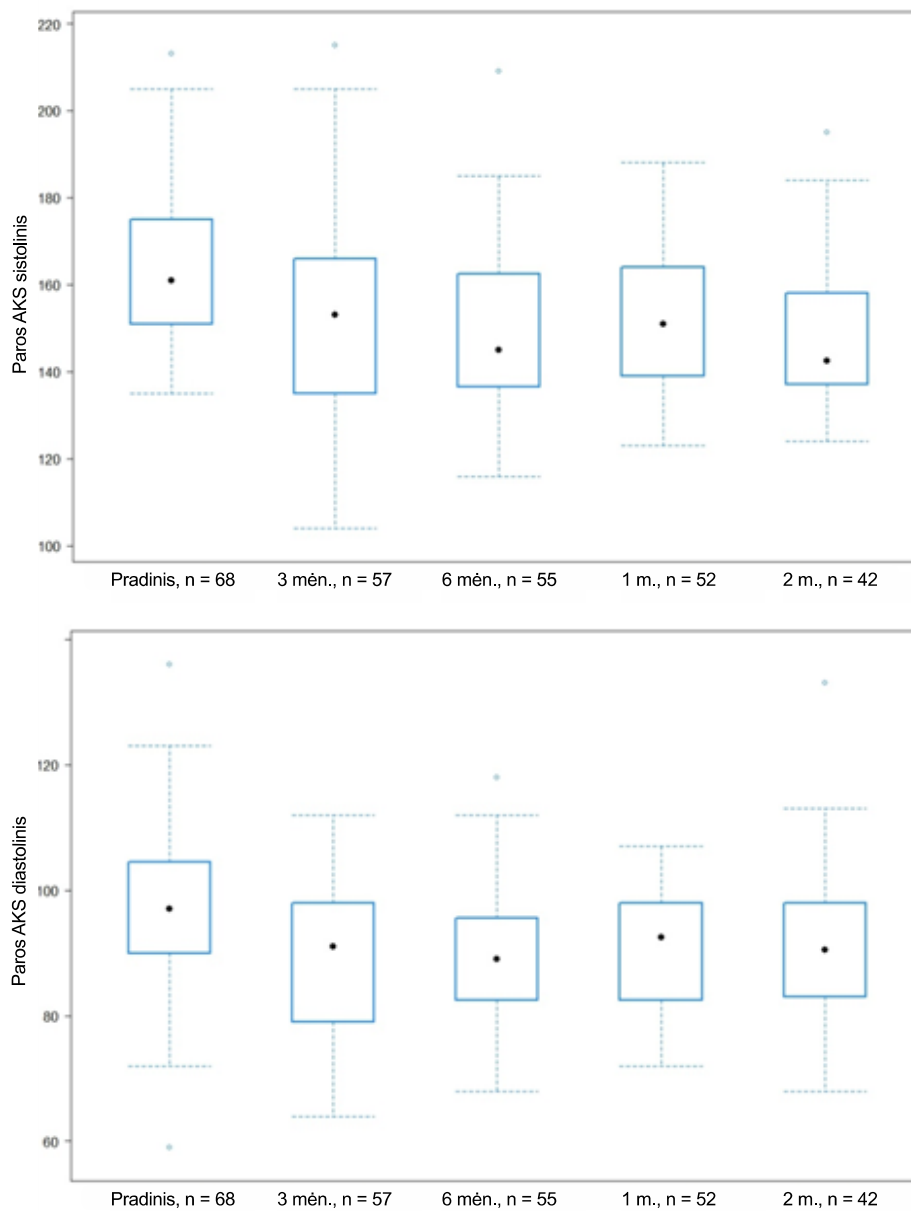 220
200
180
160
140
120
100
Paros AKS sistolinis
Pradinis, n = 68 3 mėn., n = 57 6 mėn., n = 55 1 m., n = 52 2 m., n = 42
120
100
80
60
Paros AKS diastolinis
Pradinis, n = 68 3 mėn., n = 57 6 mėn., n = 55 1 m., n = 52 2 m., n = 42